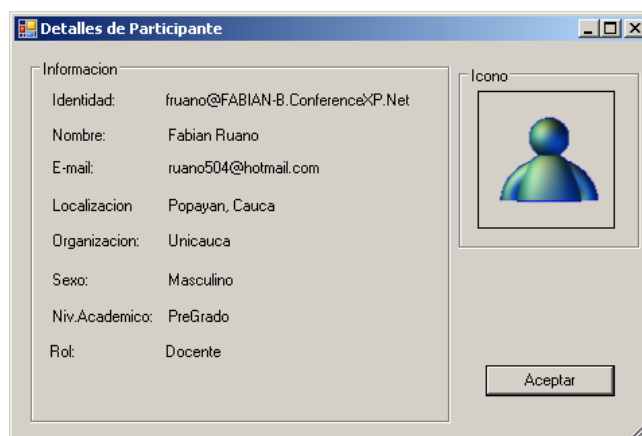 Detalles de Participante
Informacion
Identidad: fruano@FABIAN-B.ConferenceXP.Net
Nombre: Fabian Ruano
E-mail: ruano504@hotmail.com
Localizacion Popayan, Cauca
Organizacion: Unicauca
Sexo: Masculino
Niv.Academico: PreGrado
Rol: Docente
Icono
Aceptar